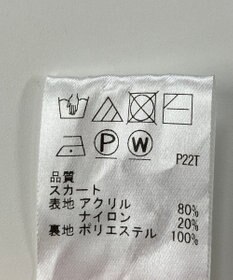 P W
P22T
品質
スカート
表地 アクリル 80%
ナイロン 20%
裏地 ポリエステル 100%